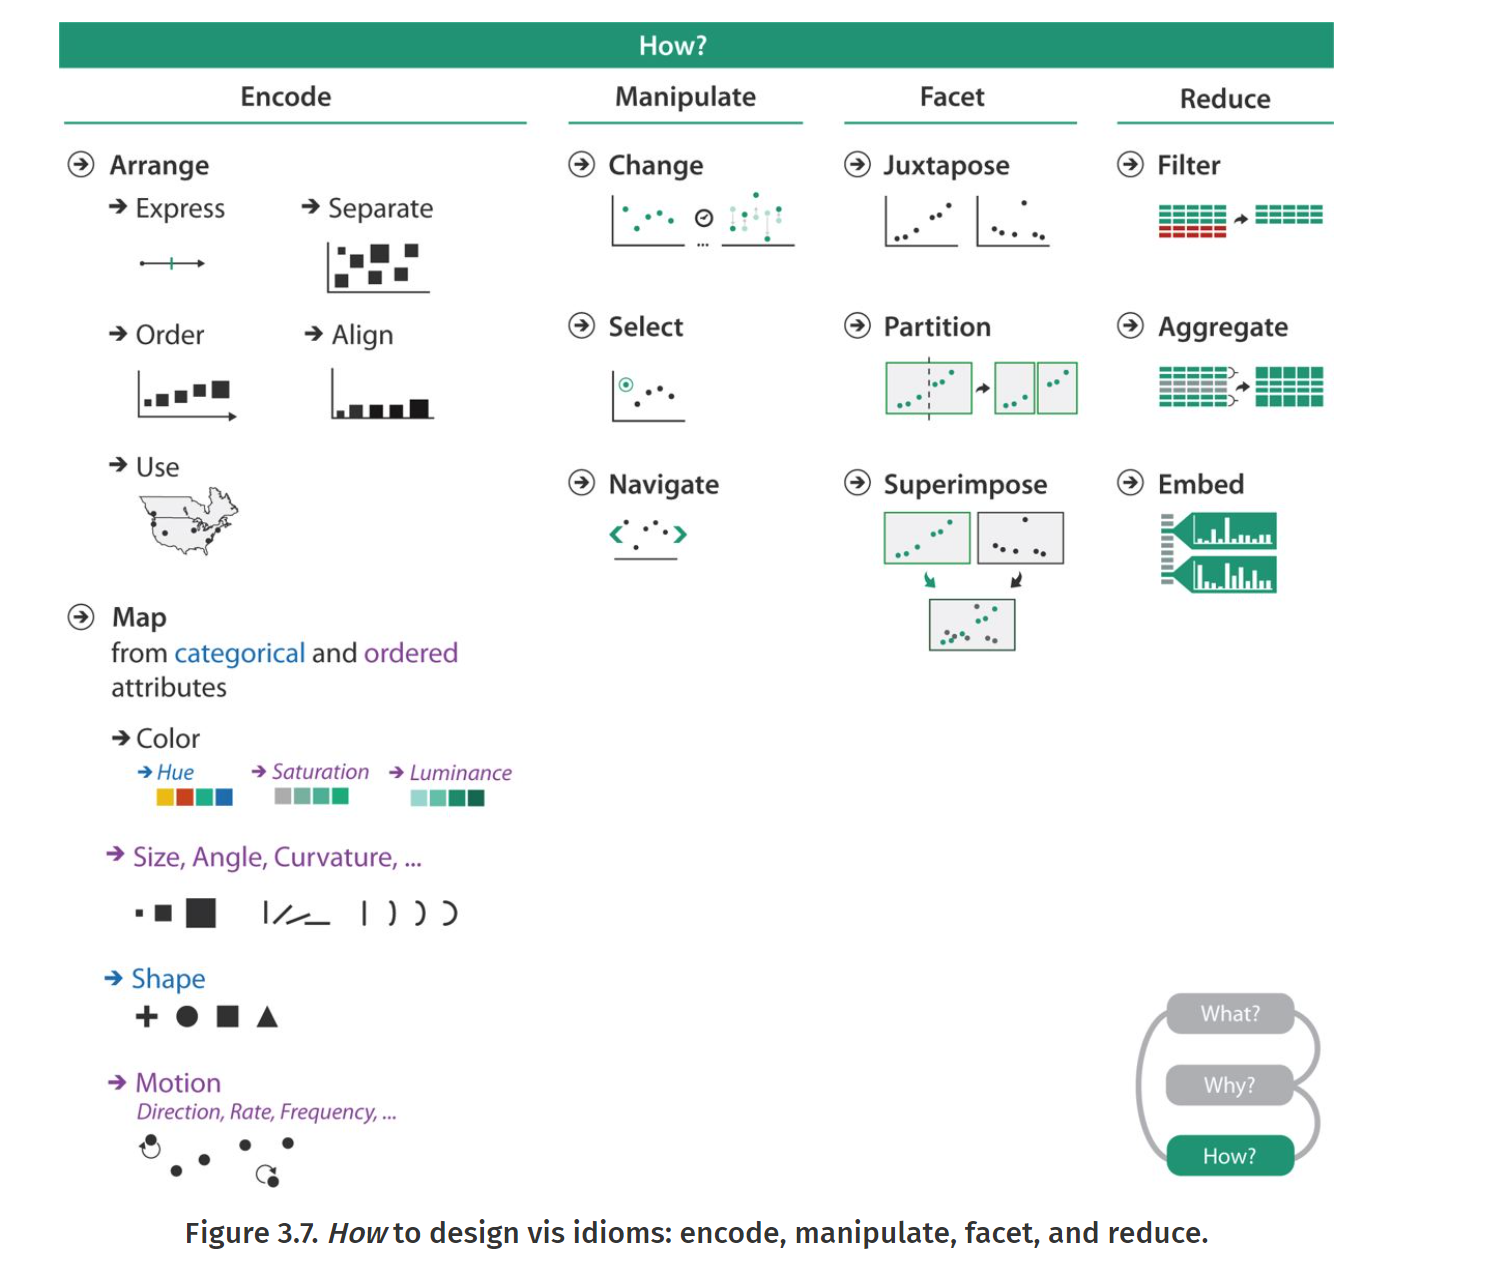 How?
Encode
Manipulate
Facet
Reduce
Arrange
Express
Separate
Order
Align
Use
Map
from categorical and ordered
attributes
Color
Hue
Saturation
Luminance
Size, Angle, Curvature, ...
Shape
Motion
Direction, Rate, Frequency, ...
Change
...
Select
Navigate
Juxtapose
Partition
Superimpose
Filter
Aggregate
Embed
What?
Why?
How?
Figure 3.7. How to design vis idioms: encode, manipulate, facet, and reduce.